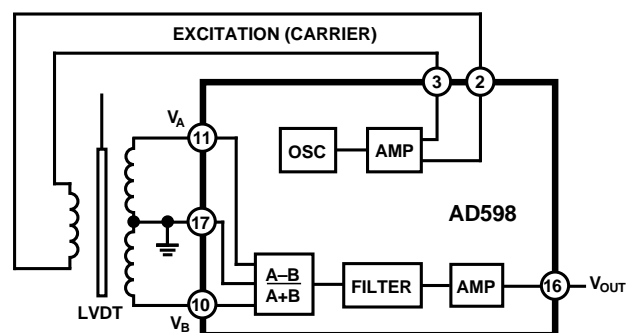 EXCITATION (CARRIER)
3
2
VA
11
OSC
AMP
17
AD598
A–B
A+B
FILTER
AMP
16
VOUT
10
LVDT
VB